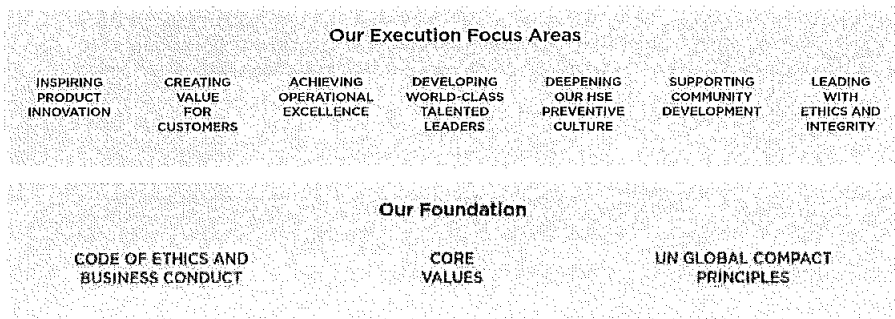 Our Execution Focus Areas
INSPIRING
PRODUCT
INNOVATION
CREATING
VALUE
FOR
CUSTOMERS
ACHIEVING
OPERATIONAL
EXCELLENCE
DEVELOPING
WORLD-CLASS
TALENTED
LEADERS
DEEPENING
OUR HSE
PREVENTIVE
CULTURE
SUPPORTING
COMMUNITY
DEVELOPMENT
LEADING
WITH
ETHICS AND
INTEGRITY
Our Foundation
CODE OF ETHICS AND
BUSINESS CONDUCT
CORE
VALUES
UN GLOBAL COMPACT
PRINCIPLES